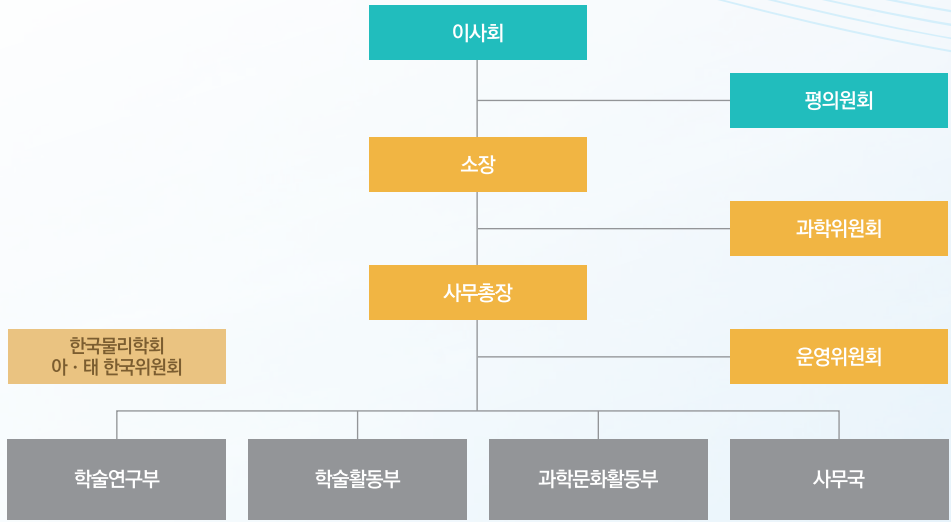 이사회
평의원회
소장
과학위원회
사무총장
한국물리학회
아 · 태 한국위원회
운영위원회
학술연구부
학술활동부
과학문화활동부
사무국